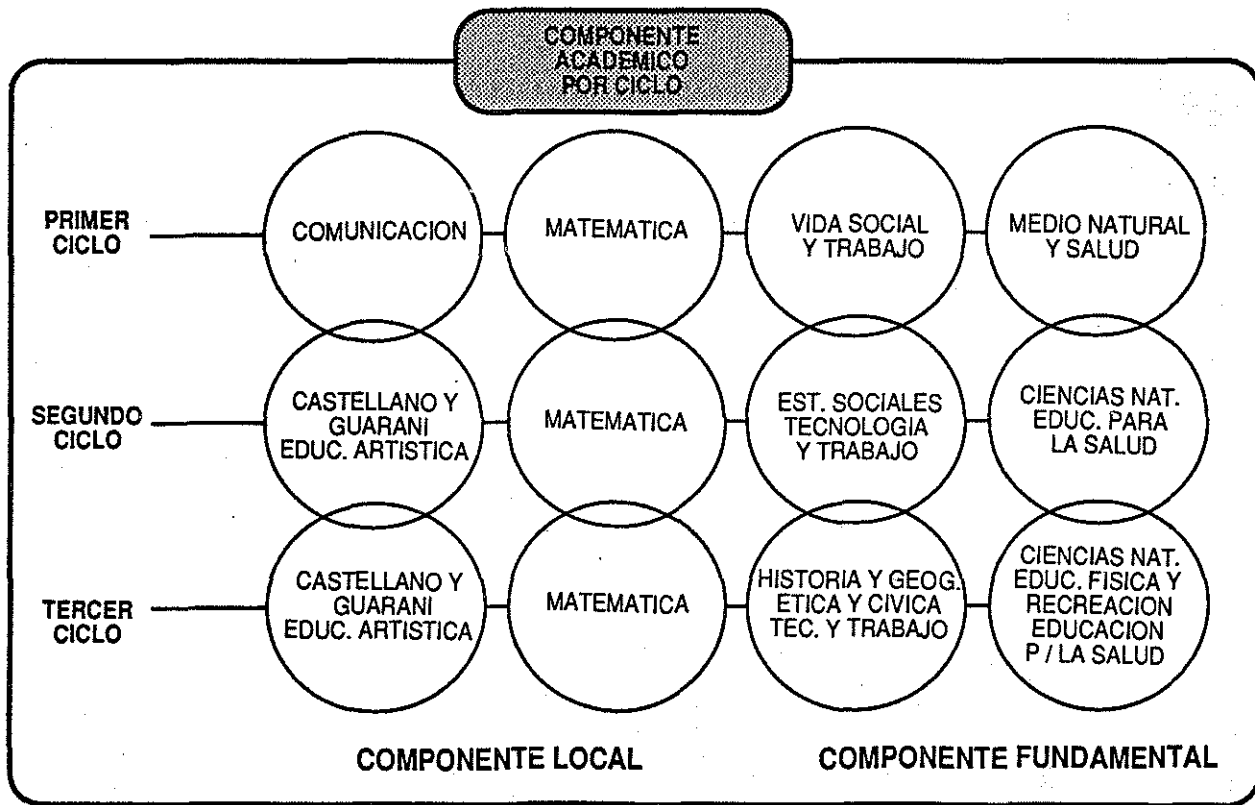 COMPONENTE
ACADEMICO
POR CICLO
PRIMER
CICLO
COMUNICACION
MATEMATICA
VIDA SOCIAL
Y TRABAJO
MEDIO NATURAL
Y SALUD
SEGUNDO
CICLO
CASTELLANO Y
GUARANI
EDUC. ARTISTICA
MATEMATICA
EST. SOCIALES
TECNOLOGIA
Y TRABAJO
CIENCIAS NAT.
EDUC. PARA
LA SALUD
TERCER
CICLO
CASTELLANO Y
GUARANI
EDUC. ARTISTICA
MATEMATICA
HISTORIA Y GEOG.
ETICA Y CIVICA
TEC. Y TRABAJO
CIENCIAS NAT.
EDUC. FISICA Y
RECREACION
EDUCACION
P / LA SALUD
COMPONENTE LOCAL
COMPONENTE FUNDAMENTAL